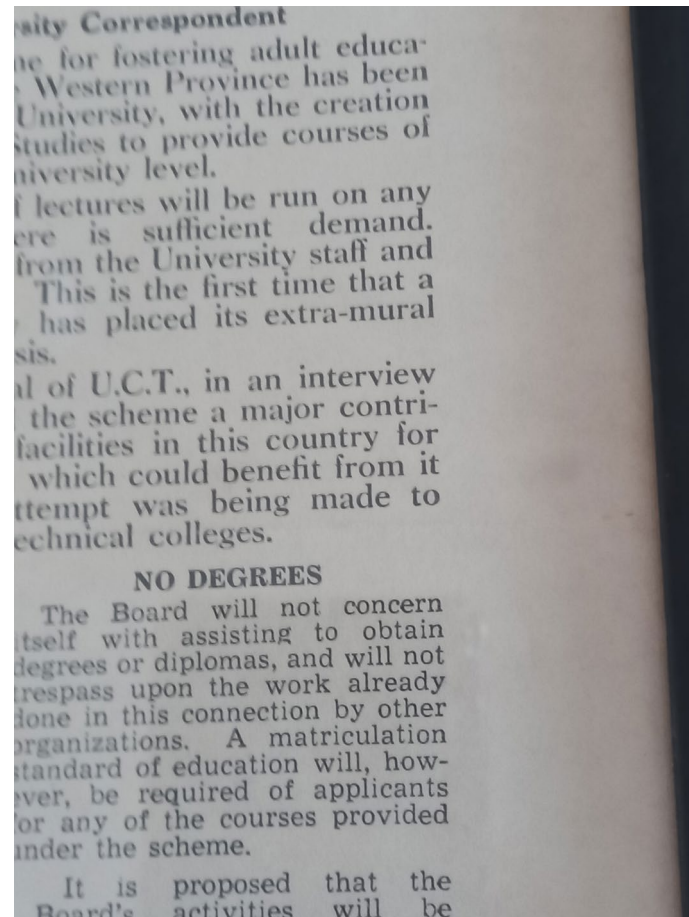 sity Correspondent
for fostering adult educa-
Western Province has been
University, with the creation
Studies to provide courses of
niversity level.
f lectures will be run on any
ere is sufficient demand.
from the University staff and
This is the first time that a
has placed its extra-mural
sis.
al of U.C.T., in an interview
the scheme a major contri-
facilities in this country for
which could benefit from it
ttempt was being made to
echnical colleges.
NO DEGREES
The Board will not concern
itself with assisting to obtain
degrees or diplomas, and will not
trespass upon the work already
done in this connection by other
organizations. A matriculation
standard of education will, how-
ever, be required of applicants
for any of the courses provided
under the scheme.
It is proposed that the
Board's activities will be